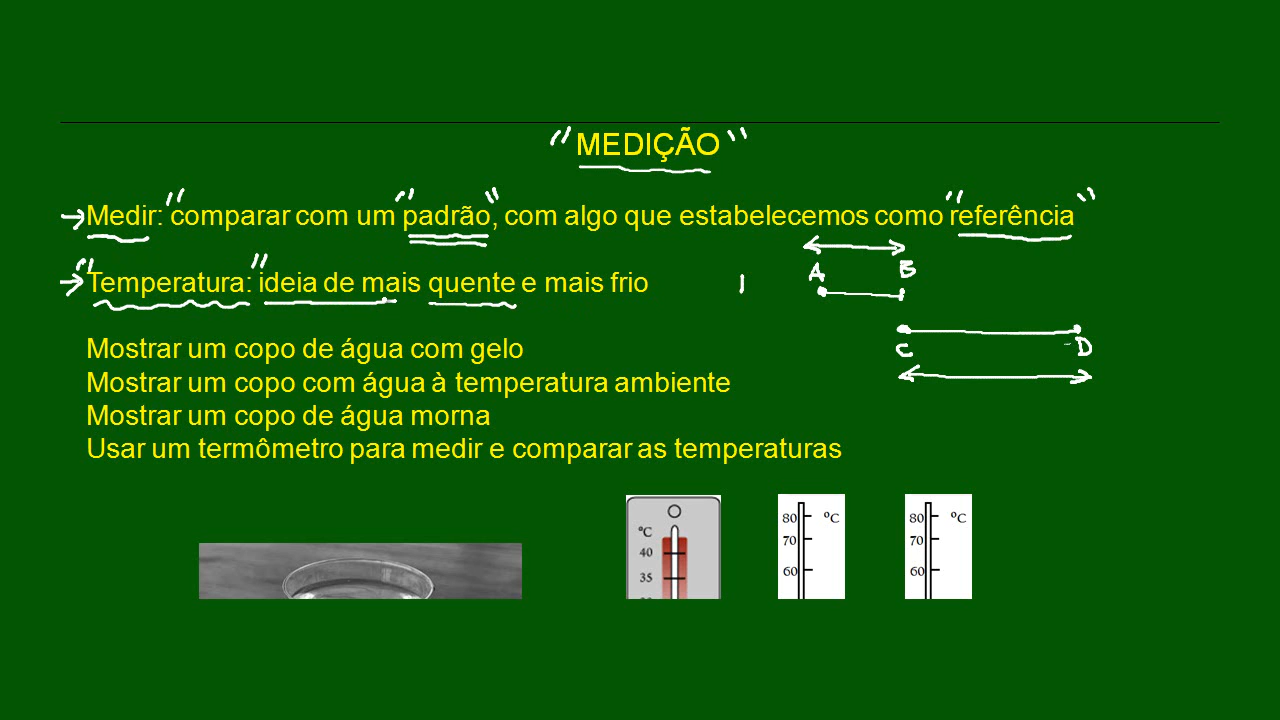 "MEDIÇÃO"
Medir: "comparar com um "padrão", com algo que estabelecemos como "referência"
A B
"Temperatura:" ideia de mais quente e mais frio
C D
Mostrar um copo de água com gelo
Mostrar um copo com água à temperatura ambiente
Mostrar um copo de água morna
Usar um termômetro para medir e comparar as temperaturas
°C
40
35
80 ºC
70
60
80 ºC
70
60